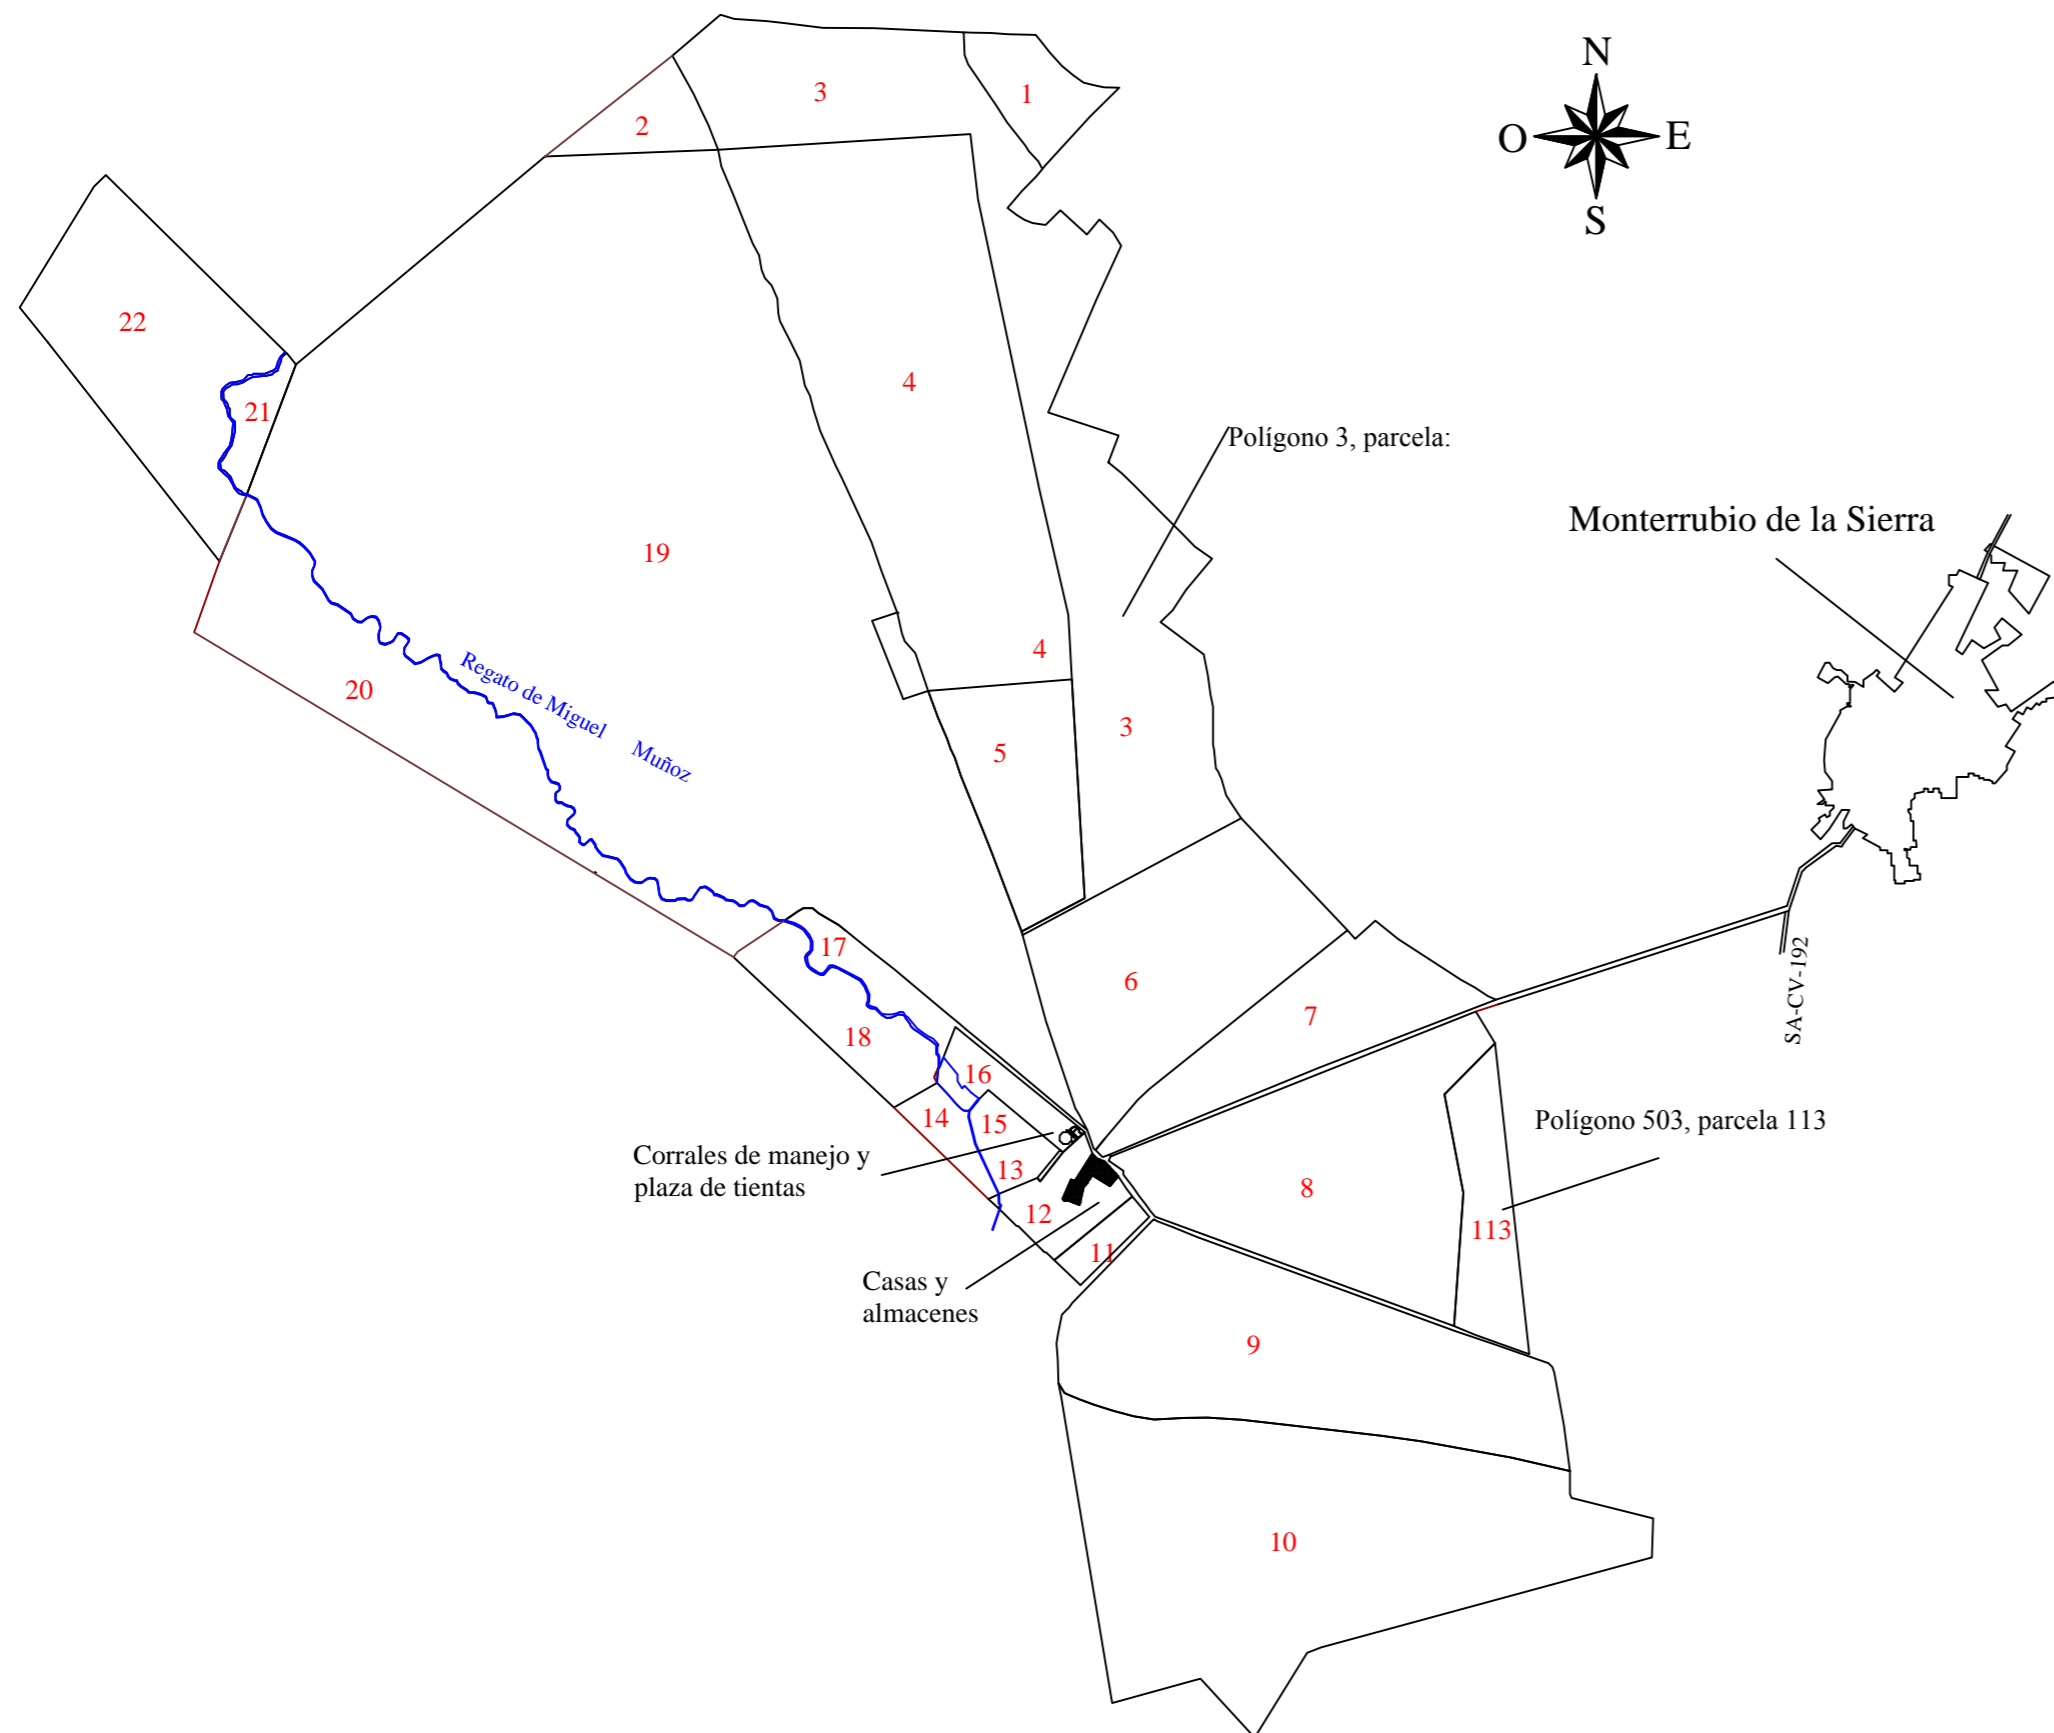 N
O
E
S
3
1
2
22
21
4
Polígono 3, parcela:
Monterrubio de la Sierra
19
4
20
Regato de Miguel Muñoz
3
5
17
6
7
18
SA-CV-192
16
14
15
Polígono 503, parcela 113
Corrales de manejo y
plaza de tientas
13
8
12
113
11
Casas y
almacenes
9
10